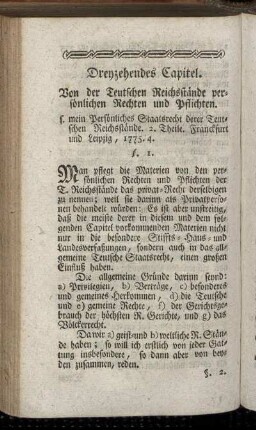 Dreyzehendes Capitel.
Von der Teutschen Reichsstände per-
sönlichen Rechten und Pflichten.
s. mein Persönliches Staatsrecht derer Teut-
schen Reichsstände. 2. Theile. Franckfurt
und Leipzig, 1775. 4.
§. 1.
Man pflegt die Materien von den per-
sönlichen Rechten und Pflichten der
T. Reichsstände das privat-Recht derselbigen
zu nennen; weil sie darinn als Privatperso-
nen behandelt würden: Es ist aber unstreitig,
daß die meiste derer in diesem und dem fol-
genden Capitel vorkommenden Materien nicht
nur in die besondere Stiffts-Haus- und
Landesverfassungen, sondern auch in das all-
gemeine Teutsche Staatsrecht, einen großen
Einfluß haben.
Die allgemeine Gründe darinn seynd:
a) Privilegien, b) Verträge, c) besonderes
und gemeines Herkommen, d) die Teutsche
und e) gemeine Rechte, f) der Gerichtsge-
brauch der höchsten R. Gerichte, und g) das
Völckerrecht.
Da wir a) geist- und b) weltliche R. Stän-
de haben; so will ich erstlich von jeder Gat-
tung insbesondere, so dann aber von bey-
den zusammen, reden.
§. 2.